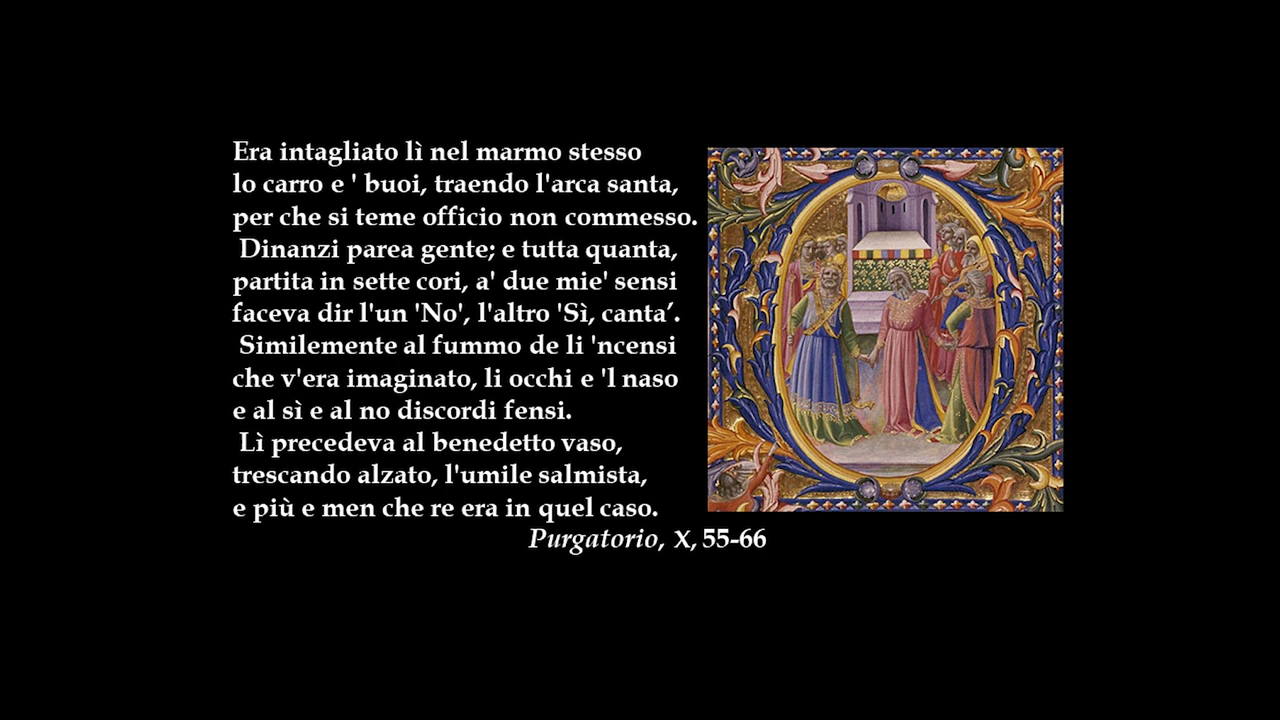 Era intagliato lì nel marmo stesso
lo carro e ' buoi, traendo l'arca santa,
per che si teme officio non commesso.
Dinanzi parea gente; e tutta quanta,
partita in sette cori, a' due mie' sensi
faceva dir l'un 'No', l'altro 'Sì, canta’.
Similemente al fummo de li 'ncensi
che v'era imaginato, li occhi e 'l naso
e al sì e al no discordi fensi.
Lì precedeva al benedetto vaso,
trescando alzato, l'umile salmista,
e più e men che re era in quel caso.
Purgatorio, X, 55-66